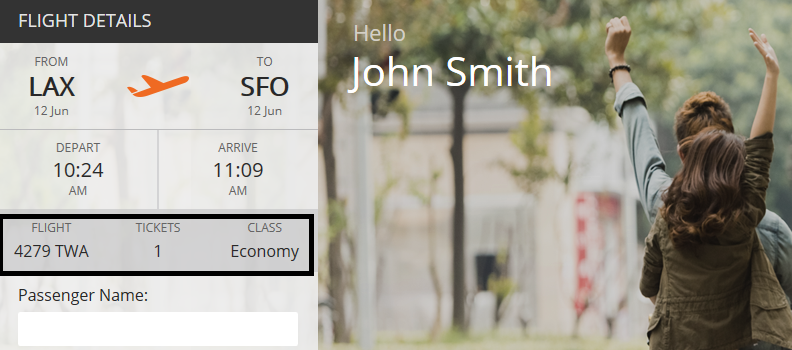 FLIGHT DETAILS
FROM TO
LAX SFO
12 Jun 12 Jun
DEPART ARRIVE
10:24 11:09
AM AM
FLIGHT TICKETS CLASS
4279 TWA 1 Economy
Passenger Name:
Hello
John Smith